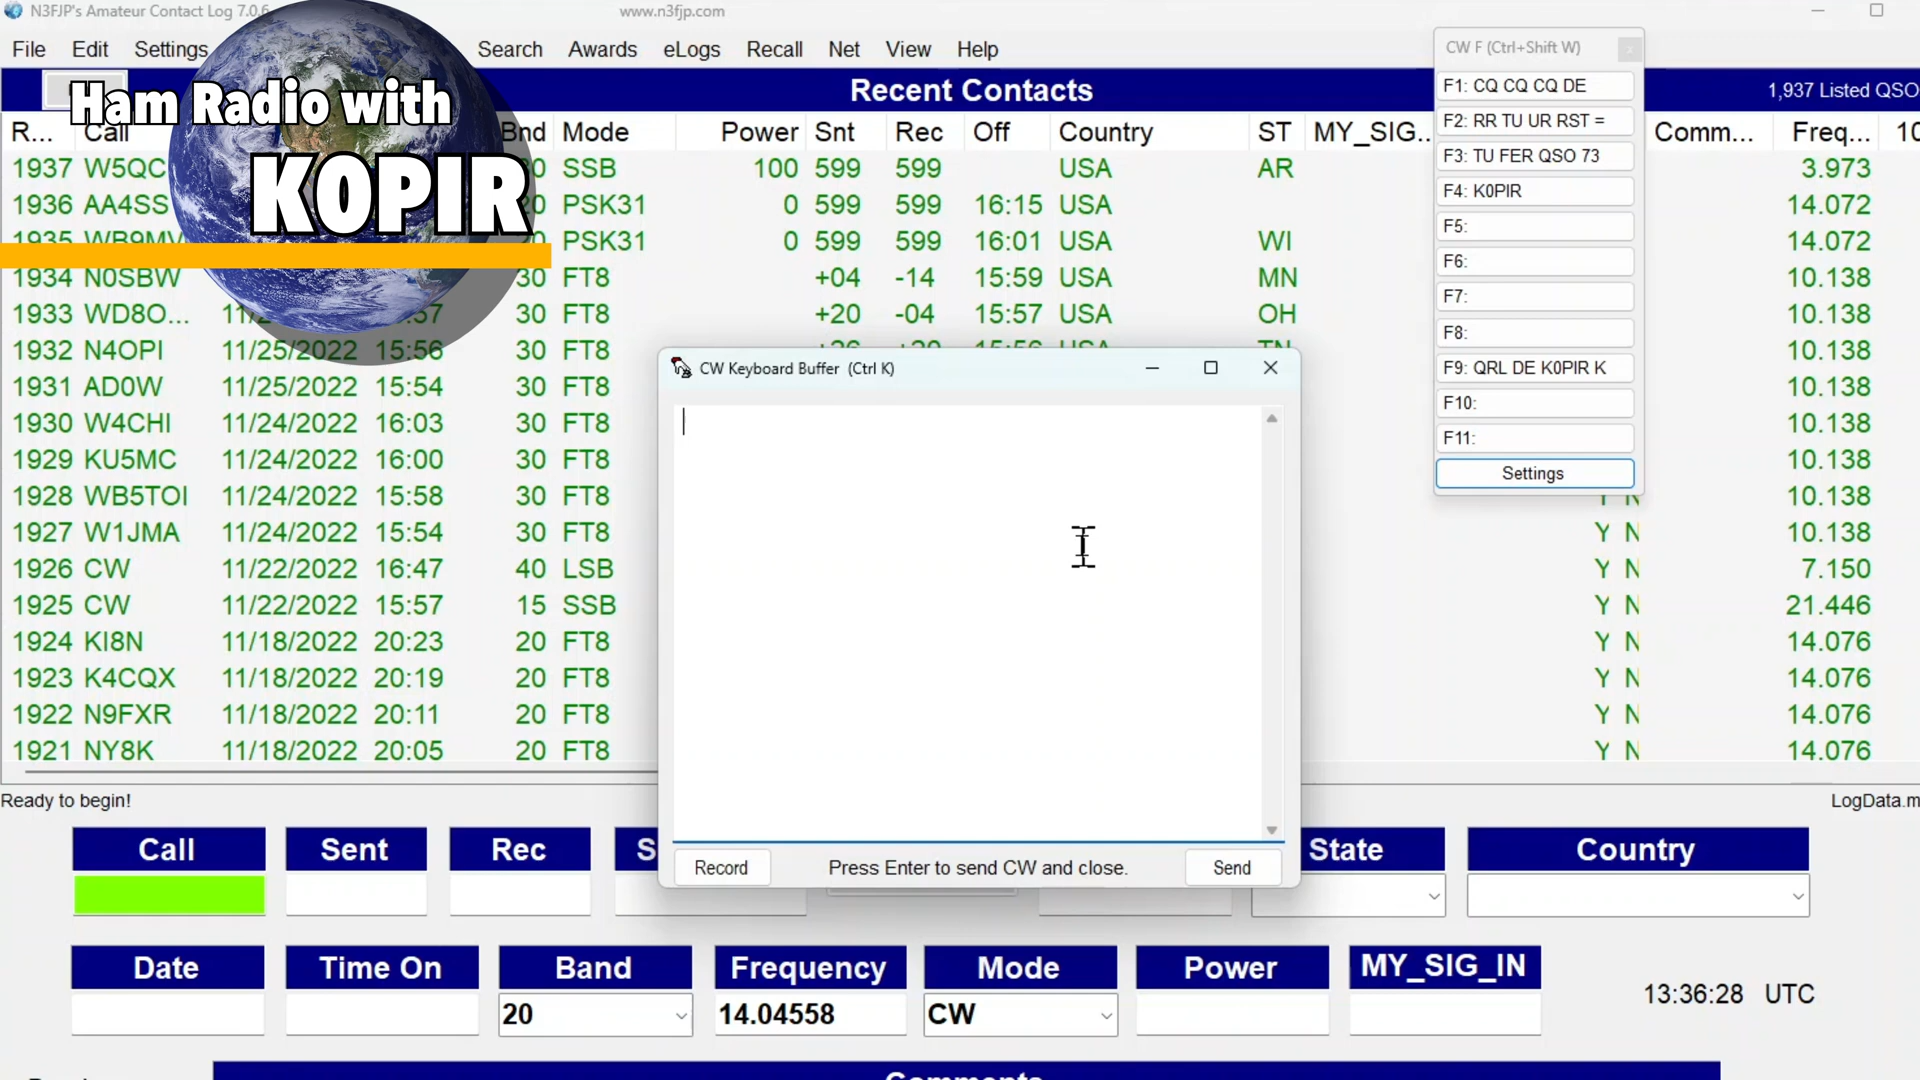 N3FJP's Amateur Contact Log 7.0.6
www.n3fjp.com
File Edit Settings Search Awards eLogs Recall Net View Help
Ham Radio with
K0PIR
Recent Contacts
1,937 Listed QSO
R... Call Bnd Mode Power Snt Rec Off Country ST MY_SIG... Comm... Freq... 10
1937 W5QC SSB 100 599 599 USA AR 3.973
1936 AA4SS PSK31 0 599 599 16:15 USA 14.072
1935 WB9MV PSK31 0 599 599 16:01 USA WI 14.072
1934 N0SBW 30 FT8 +04 -14 15:59 USA MN 10.138
1933 WD8O... 30 FT8 +20 -04 15:57 USA OH 10.138
1932 N4OPI 11/25/2022 15:56 30 FT8 10.138
1931 AD0W 11/25/2022 15:54 30 FT8 10.138
1930 W4CHI 11/24/2022 16:03 30 FT8 10.138
1929 KU5MC 11/24/2022 16:00 30 FT8 10.138
1928 WB5TOI 11/24/2022 15:58 30 FT8 10.138
1927 W1JMA 11/24/2022 15:54 30 FT8 Y N 10.138
1926 CW 11/22/2022 16:47 40 LSB Y N 7.150
1925 CW 11/22/2022 15:57 15 SSB Y N 21.446
1924 KI8N 11/18/2022 20:23 20 FT8 Y N 14.076
1923 K4CQX 11/18/2022 20:19 20 FT8 Y N 14.076
1922 N9FXR 11/18/2022 20:11 20 FT8 Y N 14.076
1921 NY8K 11/18/2022 20:05 20 FT8 Y N 14.076
CW F (Ctrl+Shift W)
F1: CQ CQ CQ DE
F2: RR TU UR RST =
F3: TU FER QSO 73
F4: K0PIR
F5:
F6:
F7:
F8:
F9: QRL DE K0PIR K
F10:
F11:
Settings
CW Keyboard Buffer (Ctrl K)
Record Press Enter to send CW and close. Send
Ready to begin!
LogData.m
Call Sent Rec S State Country
Date Time On Band Frequency Mode Power MY_SIG_IN
20 14.04558 CW
13:36:28 UTC